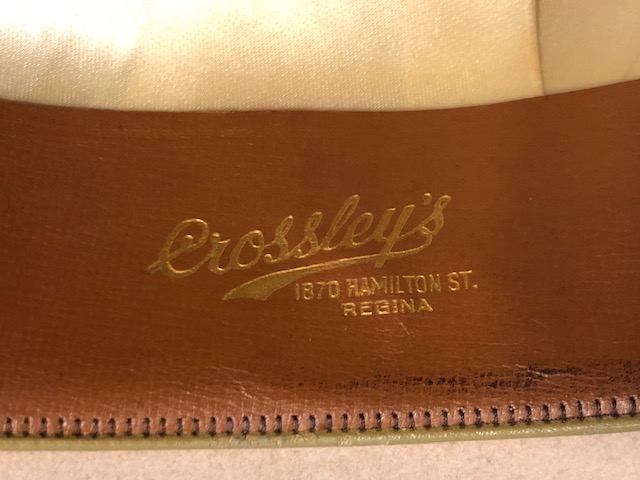 Crossley's
1870 HAMILTON ST.
REGINA